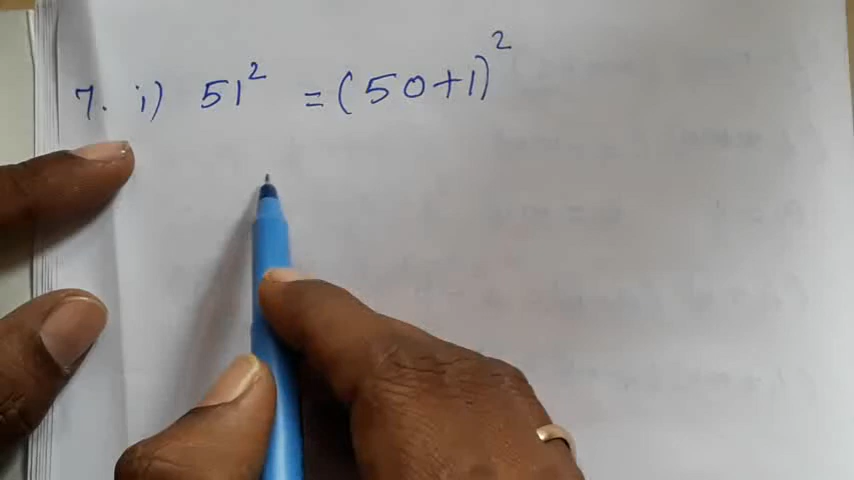 7. i) 51² = (50+1)²